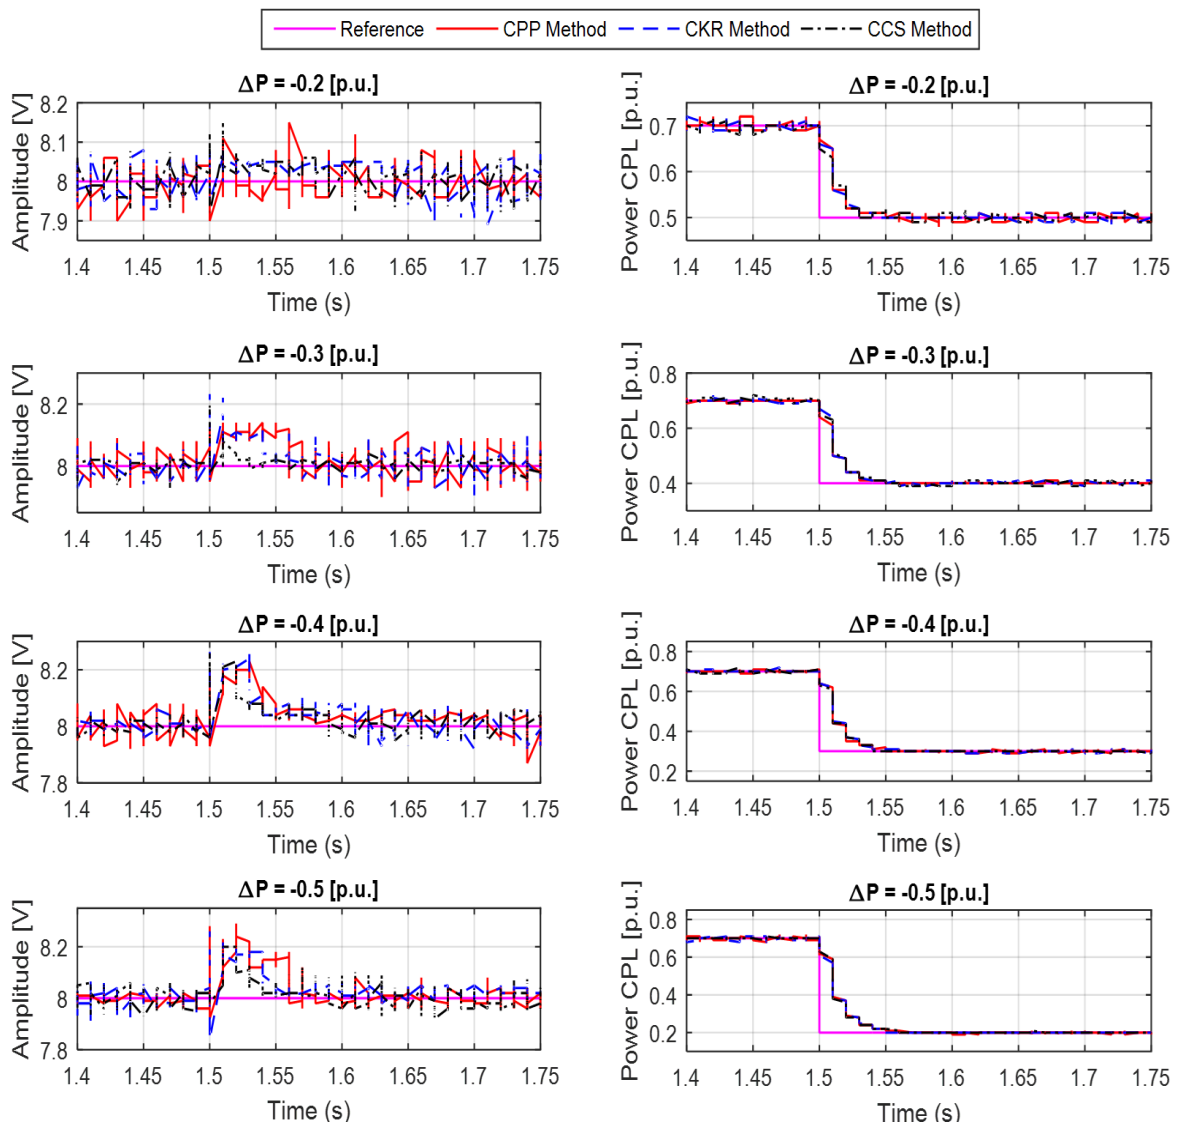 Reference CPP Method CKR Method CCS Method
ΔP = -0.2 [p.u.]
Amplitude [V]
8.2
8.1
8
7.9
1.4 1.45 1.5 1.55 1.6 1.65 1.7 1.75
Time (s)
ΔP = -0.2 [p.u.]
Power CPL [p.u.]
0.7
0.6
0.5
1.4 1.45 1.5 1.55 1.6 1.65 1.7 1.75
Time (s)
ΔP = -0.3 [p.u.]
Amplitude [V]
8.2
8
1.4 1.45 1.5 1.55 1.6 1.65 1.7 1.75
Time (s)
ΔP = -0.3 [p.u.]
Power CPL [p.u.]
0.8
0.6
0.4
1.4 1.45 1.5 1.55 1.6 1.65 1.7 1.75
Time (s)
ΔP = -0.4 [p.u.]
Amplitude [V]
8.2
8
7.8
1.4 1.45 1.5 1.55 1.6 1.65 1.7 1.75
Time (s)
ΔP = -0.4 [p.u.]
Power CPL [p.u.]
0.8
0.6
0.4
0.2
1.4 1.45 1.5 1.55 1.6 1.65 1.7 1.75
Time (s)
ΔP = -0.5 [p.u.]
Amplitude [V]
8.2
8
7.8
1.4 1.45 1.5 1.55 1.6 1.65 1.7 1.75
Time (s)
ΔP = -0.5 [p.u.]
Power CPL [p.u.]
0.8
0.6
0.4
0.2
1.4 1.45 1.5 1.55 1.6 1.65 1.7 1.75
Time (s)